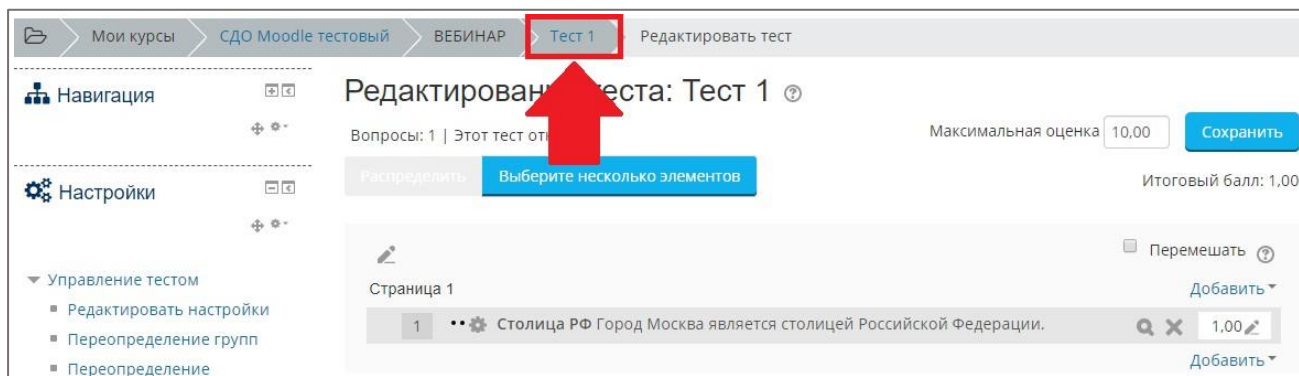 Мои курсы СДО Moodle тестовый ВЕБИНАР Тест 1 Редактировать тест
Навигация
Редактирован еста: Тест 1
Вопросы: 1 | Этот тест от
Максимальная оценка 10,00 Сохранить
Распределить Выберите несколько элементов
Итоговый балл: 1,00
Настройки
Перемешать
Управление тестом
Страница 1
Добавить
Редактировать настройки
1 Столица РФ Город Москва является столицей Российской Федерации. 1,00
Переопределение групп
Добавить
Переопределение